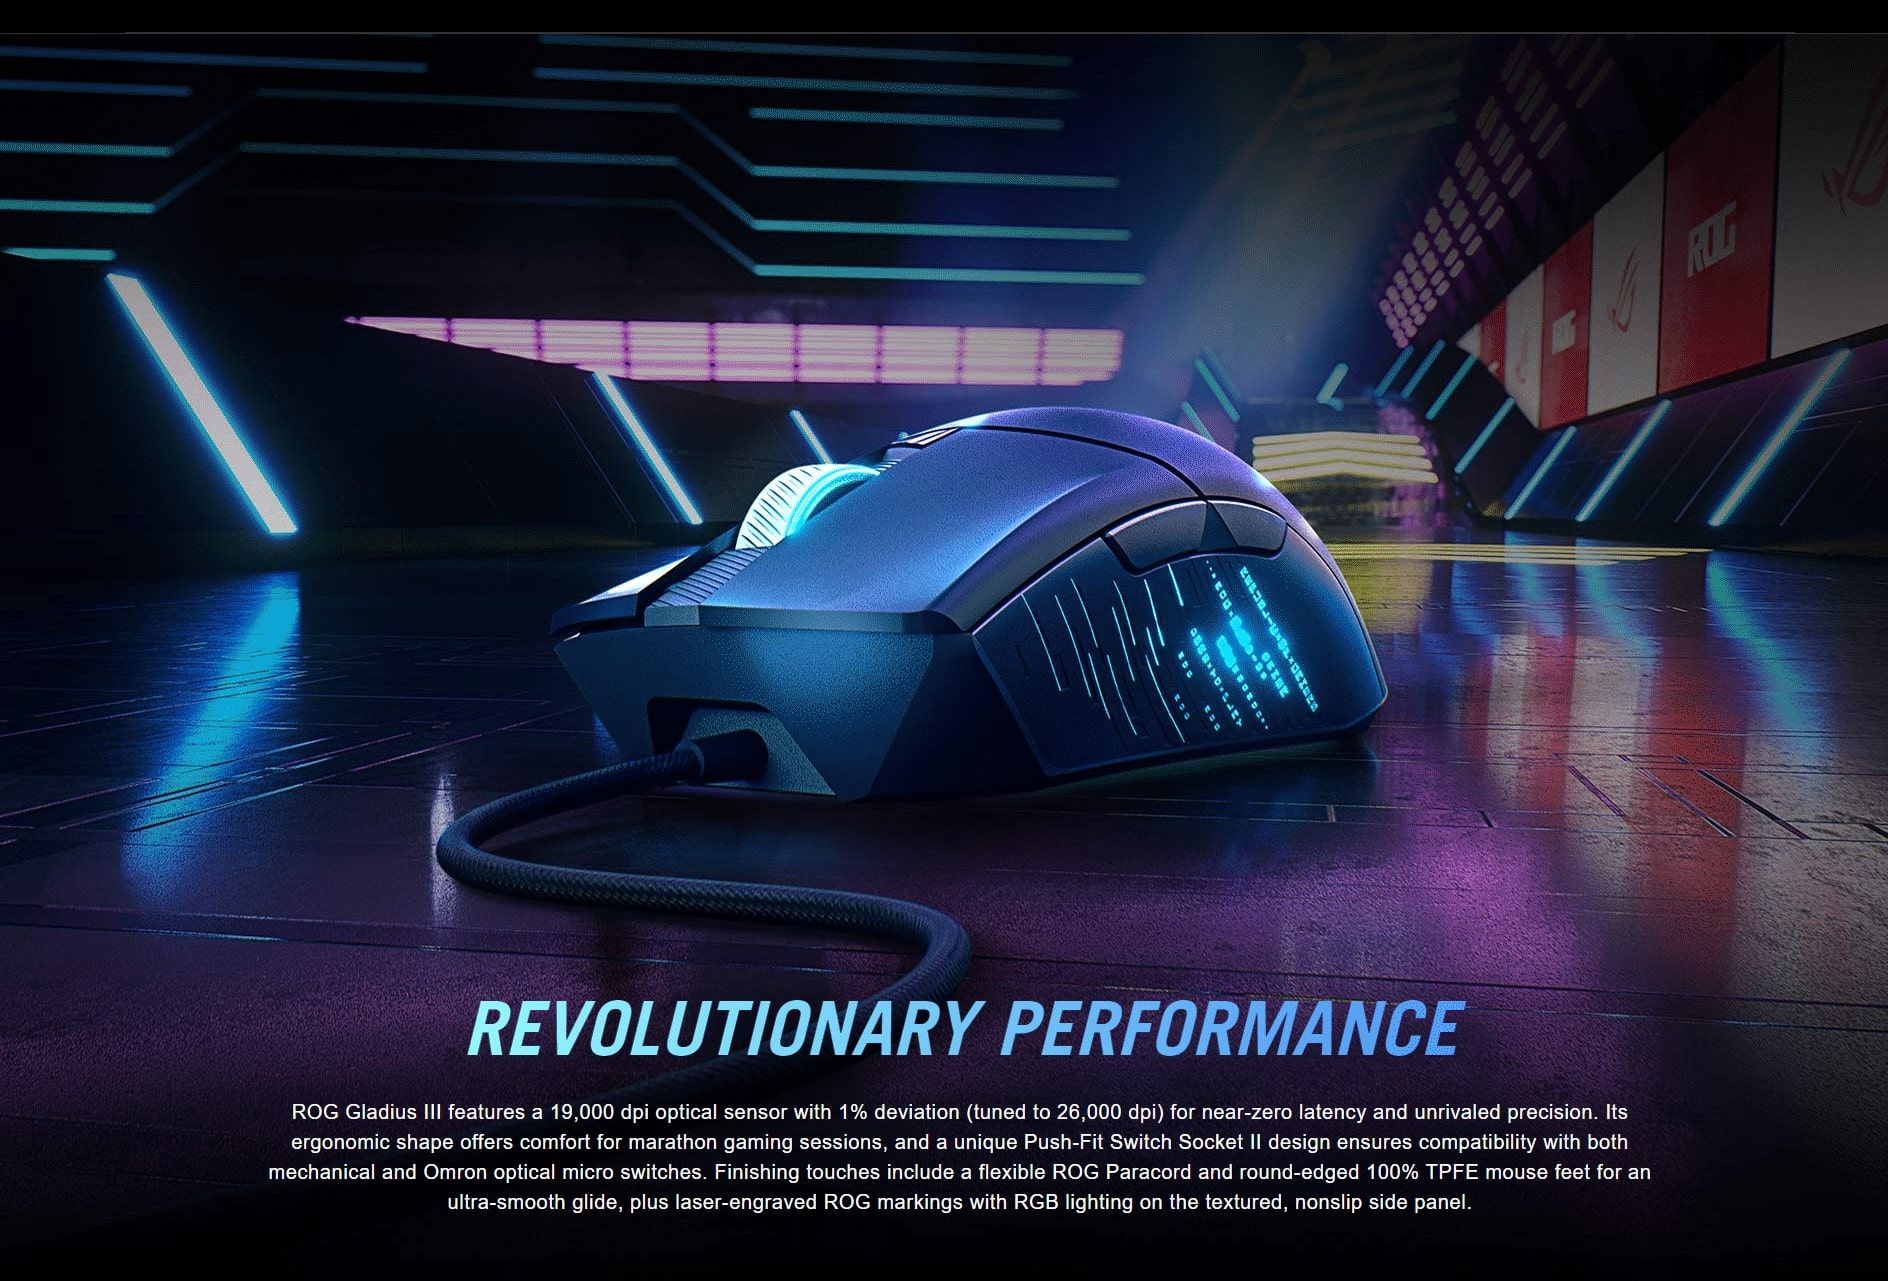 ROG
REVOLUTIONARY PERFORMANCE
ROG Gladius III features a 19,000 dpi optical sensor with 1% deviation (tuned to 26,000 dpi) for near-zero latency and unrivaled precision. Its
ergonomic shape offers comfort for marathon gaming sessions, and a unique Push-Fit Switch Socket II design ensures compatibility with both
mechanical and Omron optical micro switches. Finishing touches include a flexible ROG Paracord and round-edged 100% TPFE mouse feet for an
ultra-smooth glide, plus laser-engraved ROG markings with RGB lighting on the textured, nonslip side panel.